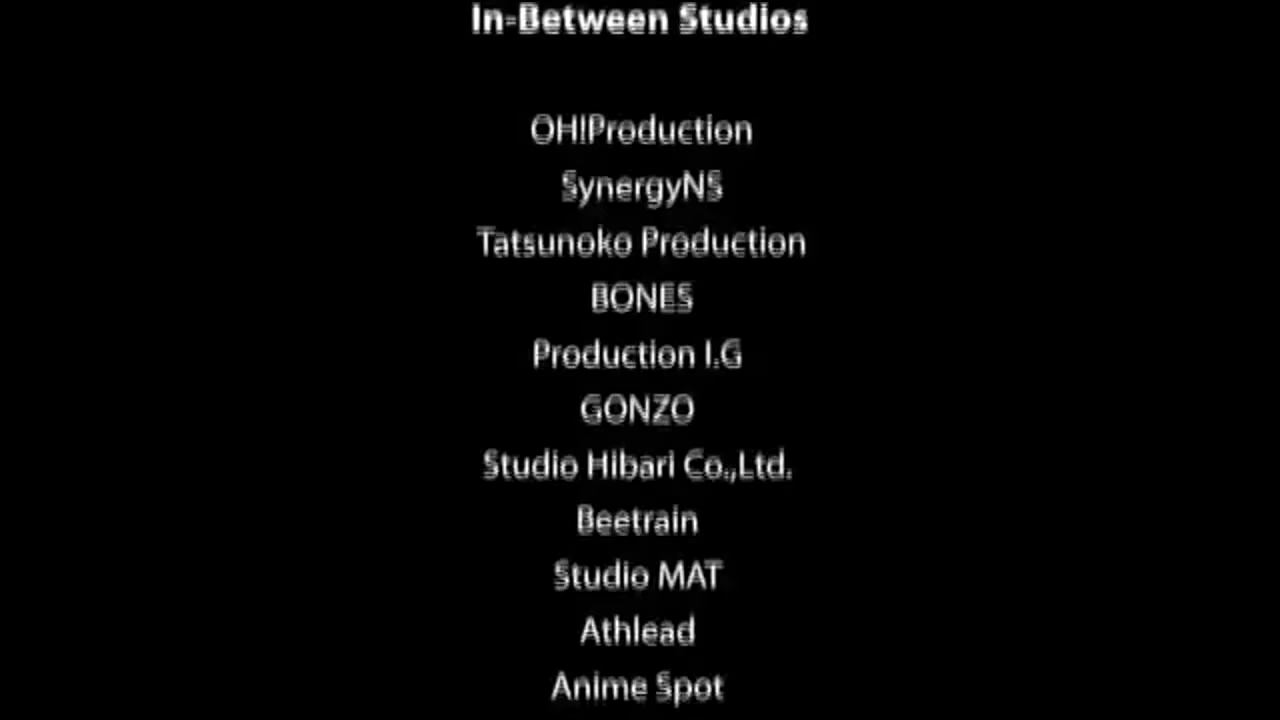 In-Between Studios
OH!Production
SynergyNS
Tatsunoko Production
BONES
Production I.G
GONZO
Studio Hibari Co.,Ltd.
Beetrain
Studio MAT
Athlead
Anime Spot